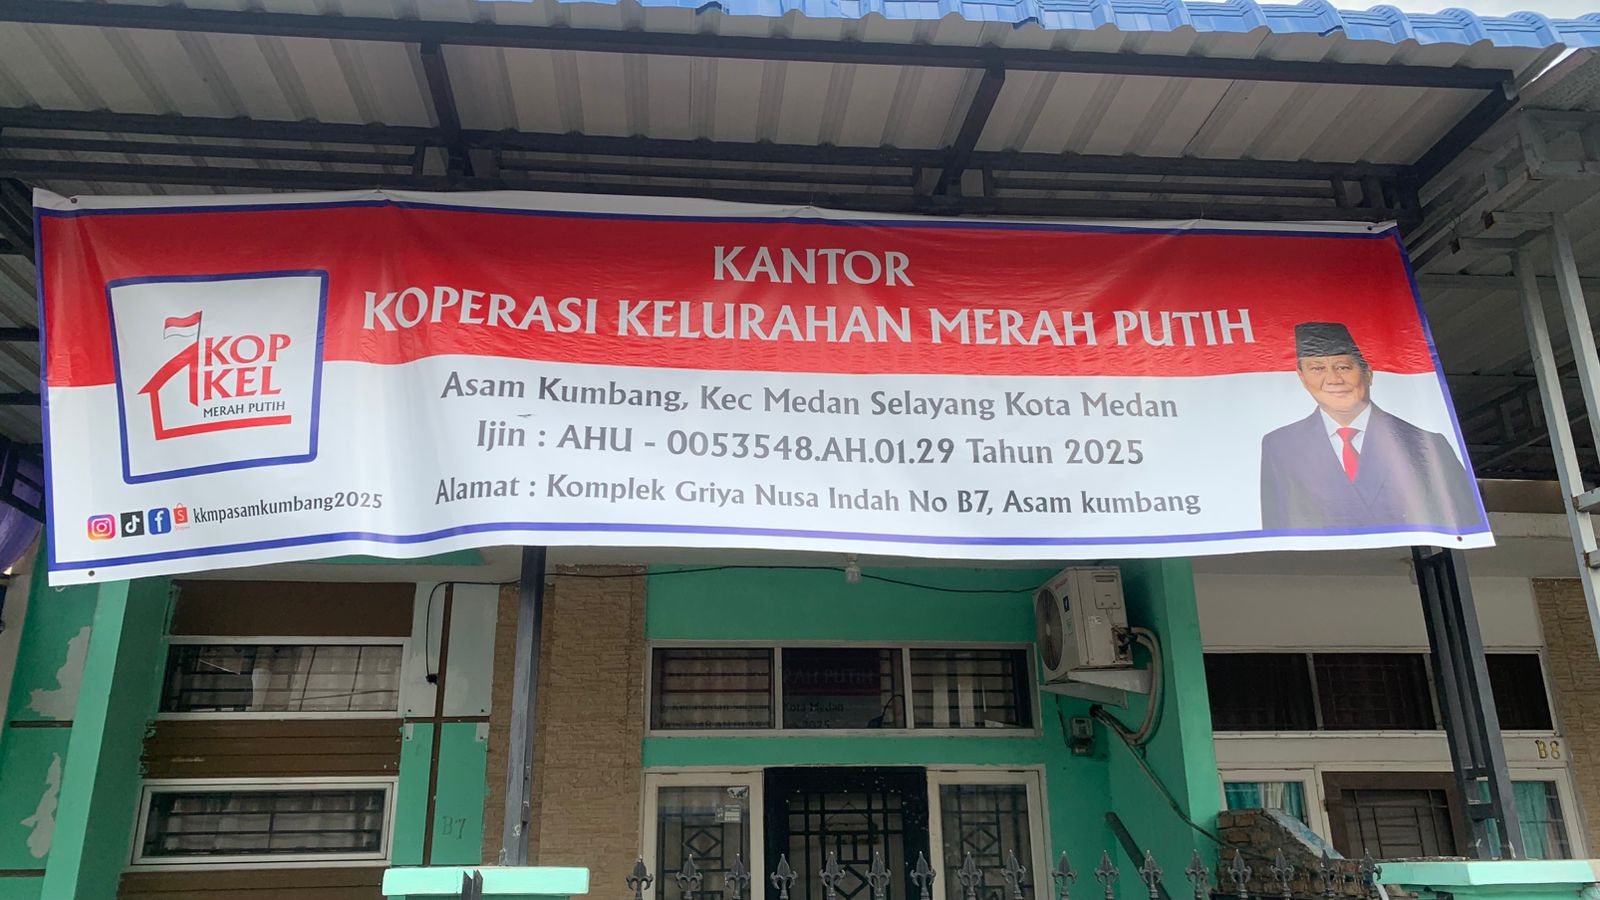 KANTOR
KOPERASI KELURAHAN MERAH PUTIH
KOP
KEL
MERAH PUTIH
Asam Kumbang, Kec Medan Selayang Kota Medan
Ijin : AHU - 0053548.AH.01.29 Tahun 2025
Alamat : Komplek Griya Nusa Indah No B7, Asam kumbang
kkmpasamkumbang2025
B7
B8